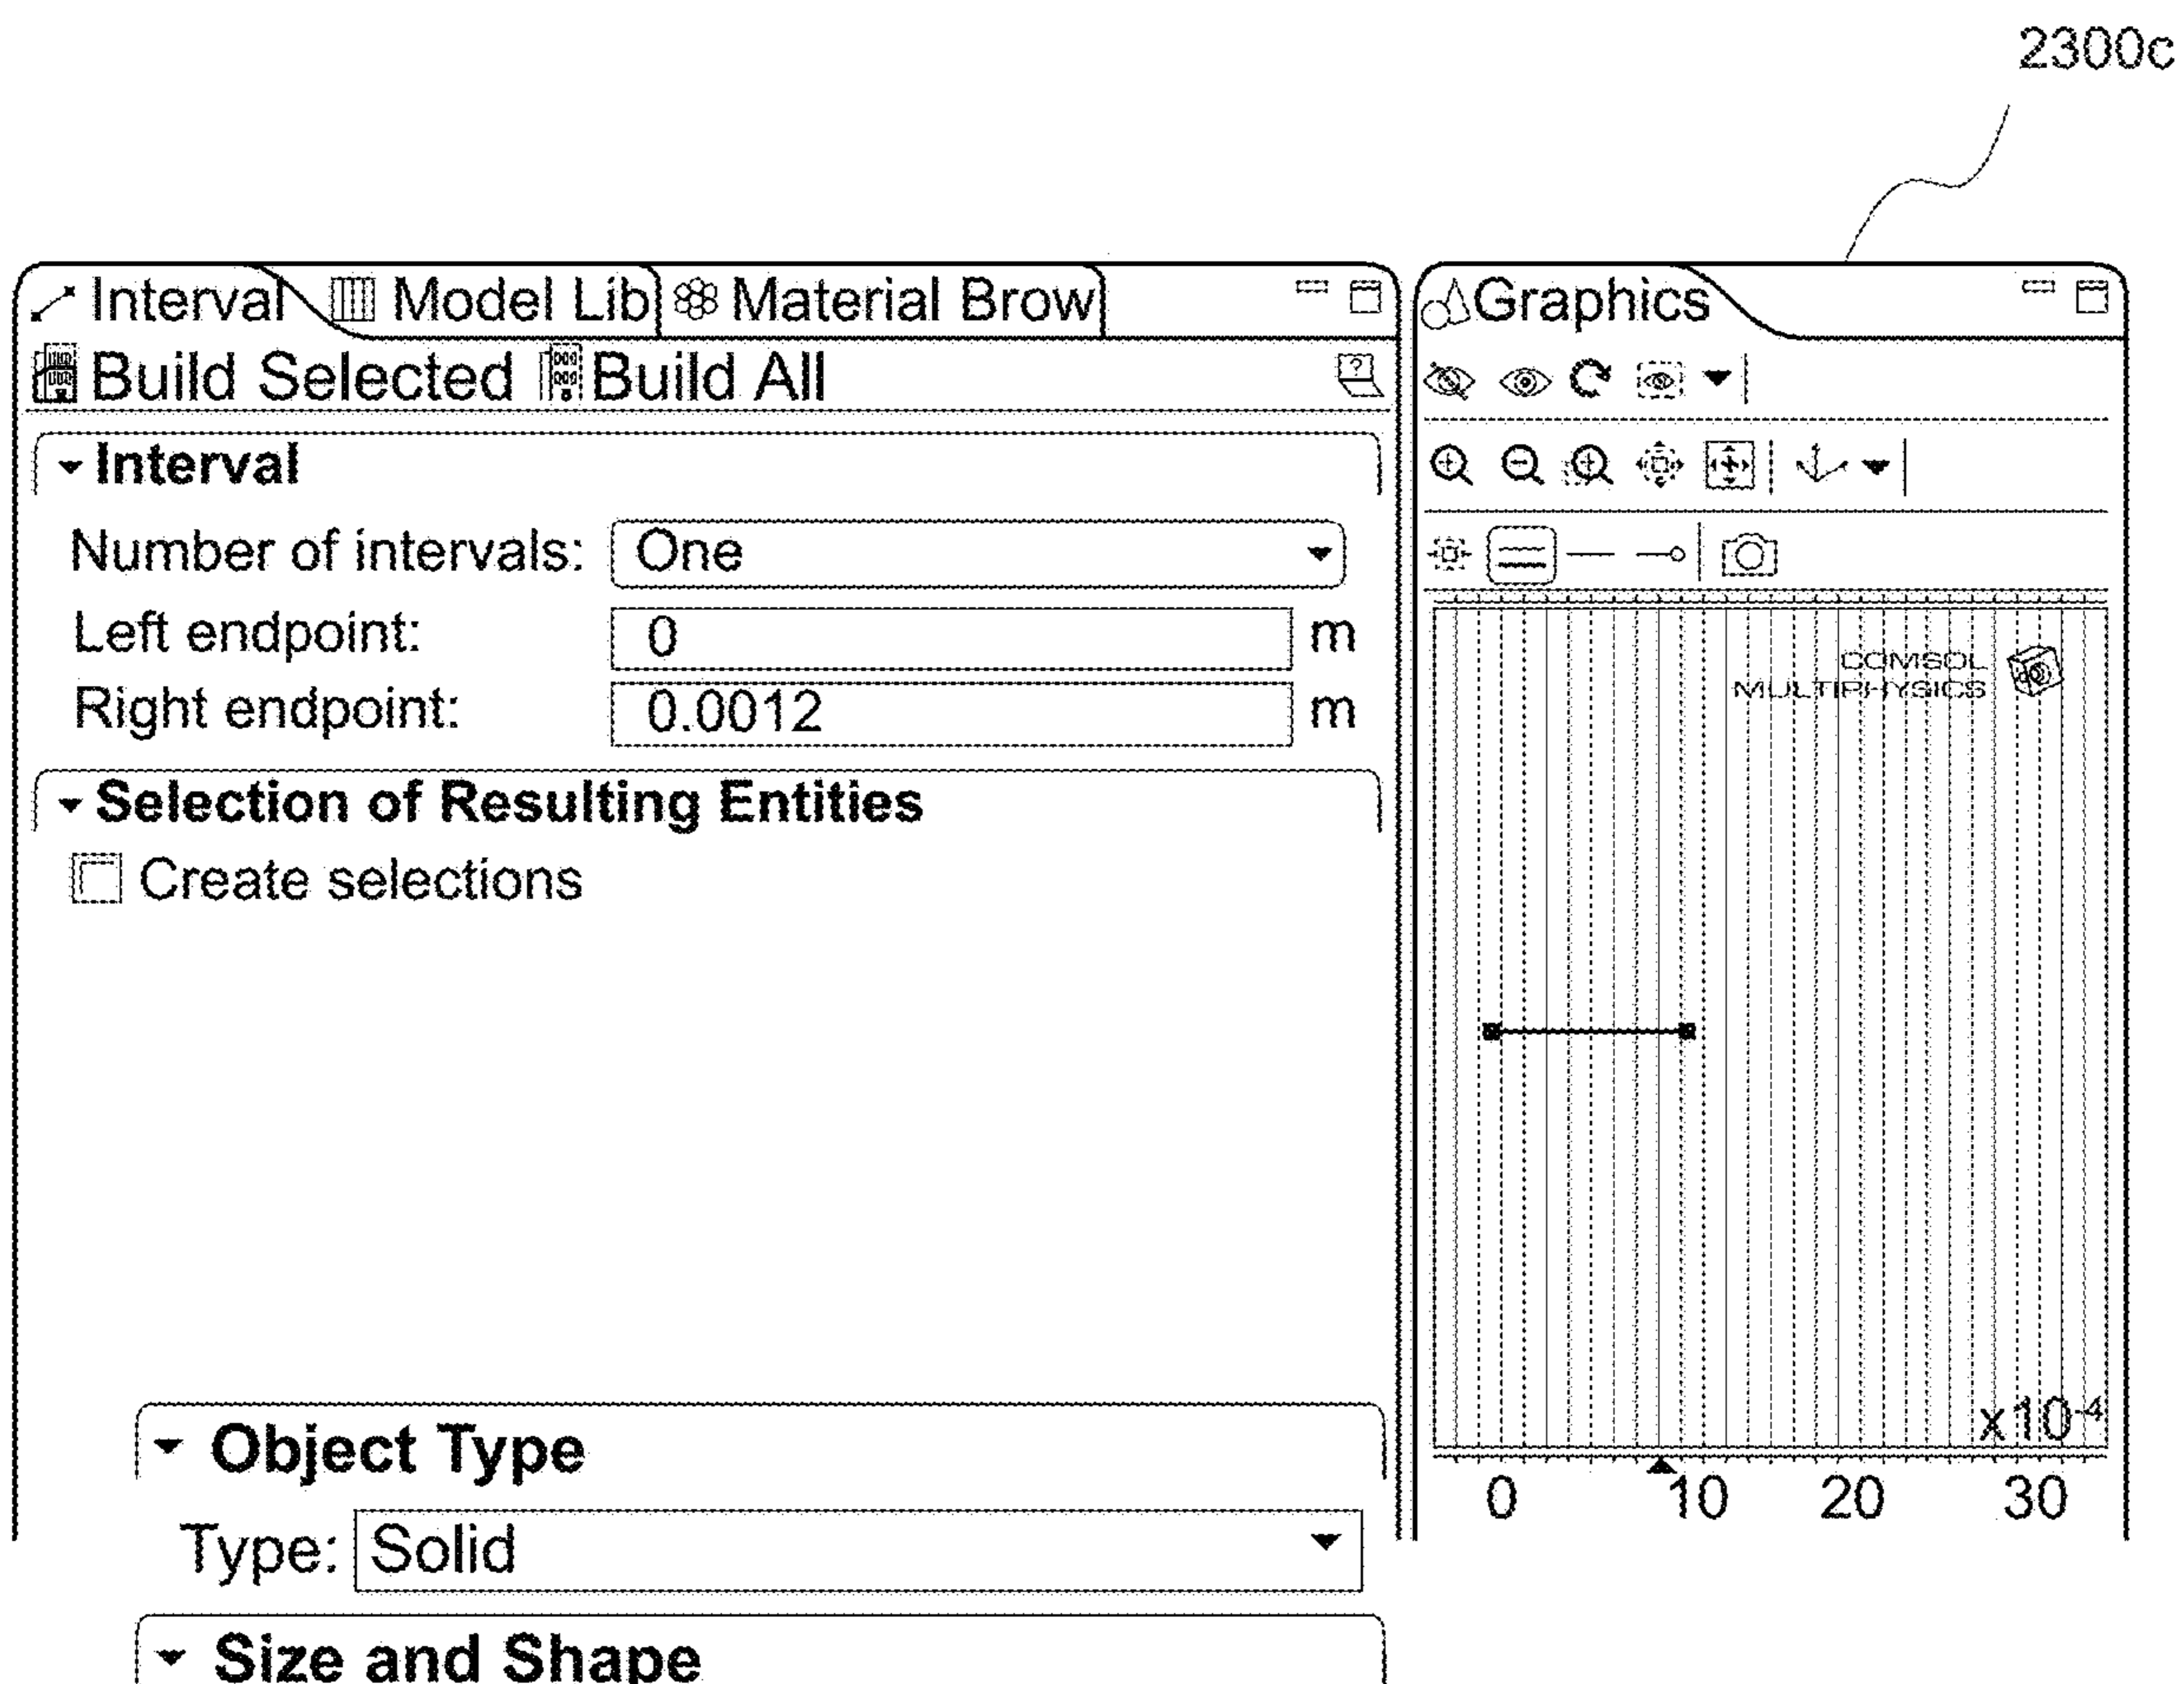 2300c
Interval Model Lib Material Brow
Build Selected Build All
Interval
Number of intervals: One
Left endpoint: 0 m
Right endpoint: 0.0012 m
Selection of Resulting Entities
Create selections
Object Type
Type: Solid
Size and Shape
Graphics
COMSOL
MULTIPHYSICS
x10-4
0 10 20 30